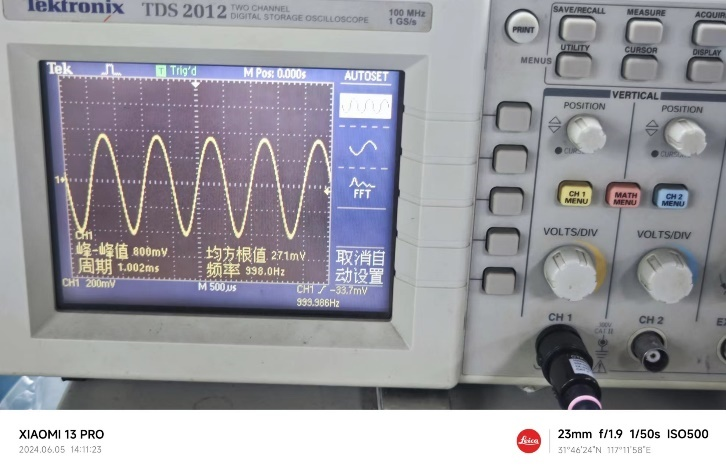 Tektronix TDS 2012 TWO CHANNEL DIGITAL STORAGE OSCILLOSCOPE
100 MHz
1 GS/s
Tek T Trig'd M Pos: 0.000s AUTOSET
FFT
1+
CH1
峰-峰值 800mV 均方根值 271mV
周期 1.002ms 频率 998.0Hz
取消自
动设置
CH1 200mV M 500µs CH1 / -33.7mV
999.986Hz
PRINT
SAVE/RECALL MEASURE ACQUIR
MENUS UTILITY CURSOR DISPLAY
VERTICAL
POSITION POSITION
CH 1 MENU MATH MENU CH 2 MENU
VOLTS/DIV VOLTS/DIV
CH 1 CH 2
XIAOMI 13 PRO
2024.06.05 14:11:23
Leica
23mm f/1.9 1/50s ISO500
31°46'24"N 117°11'58"E